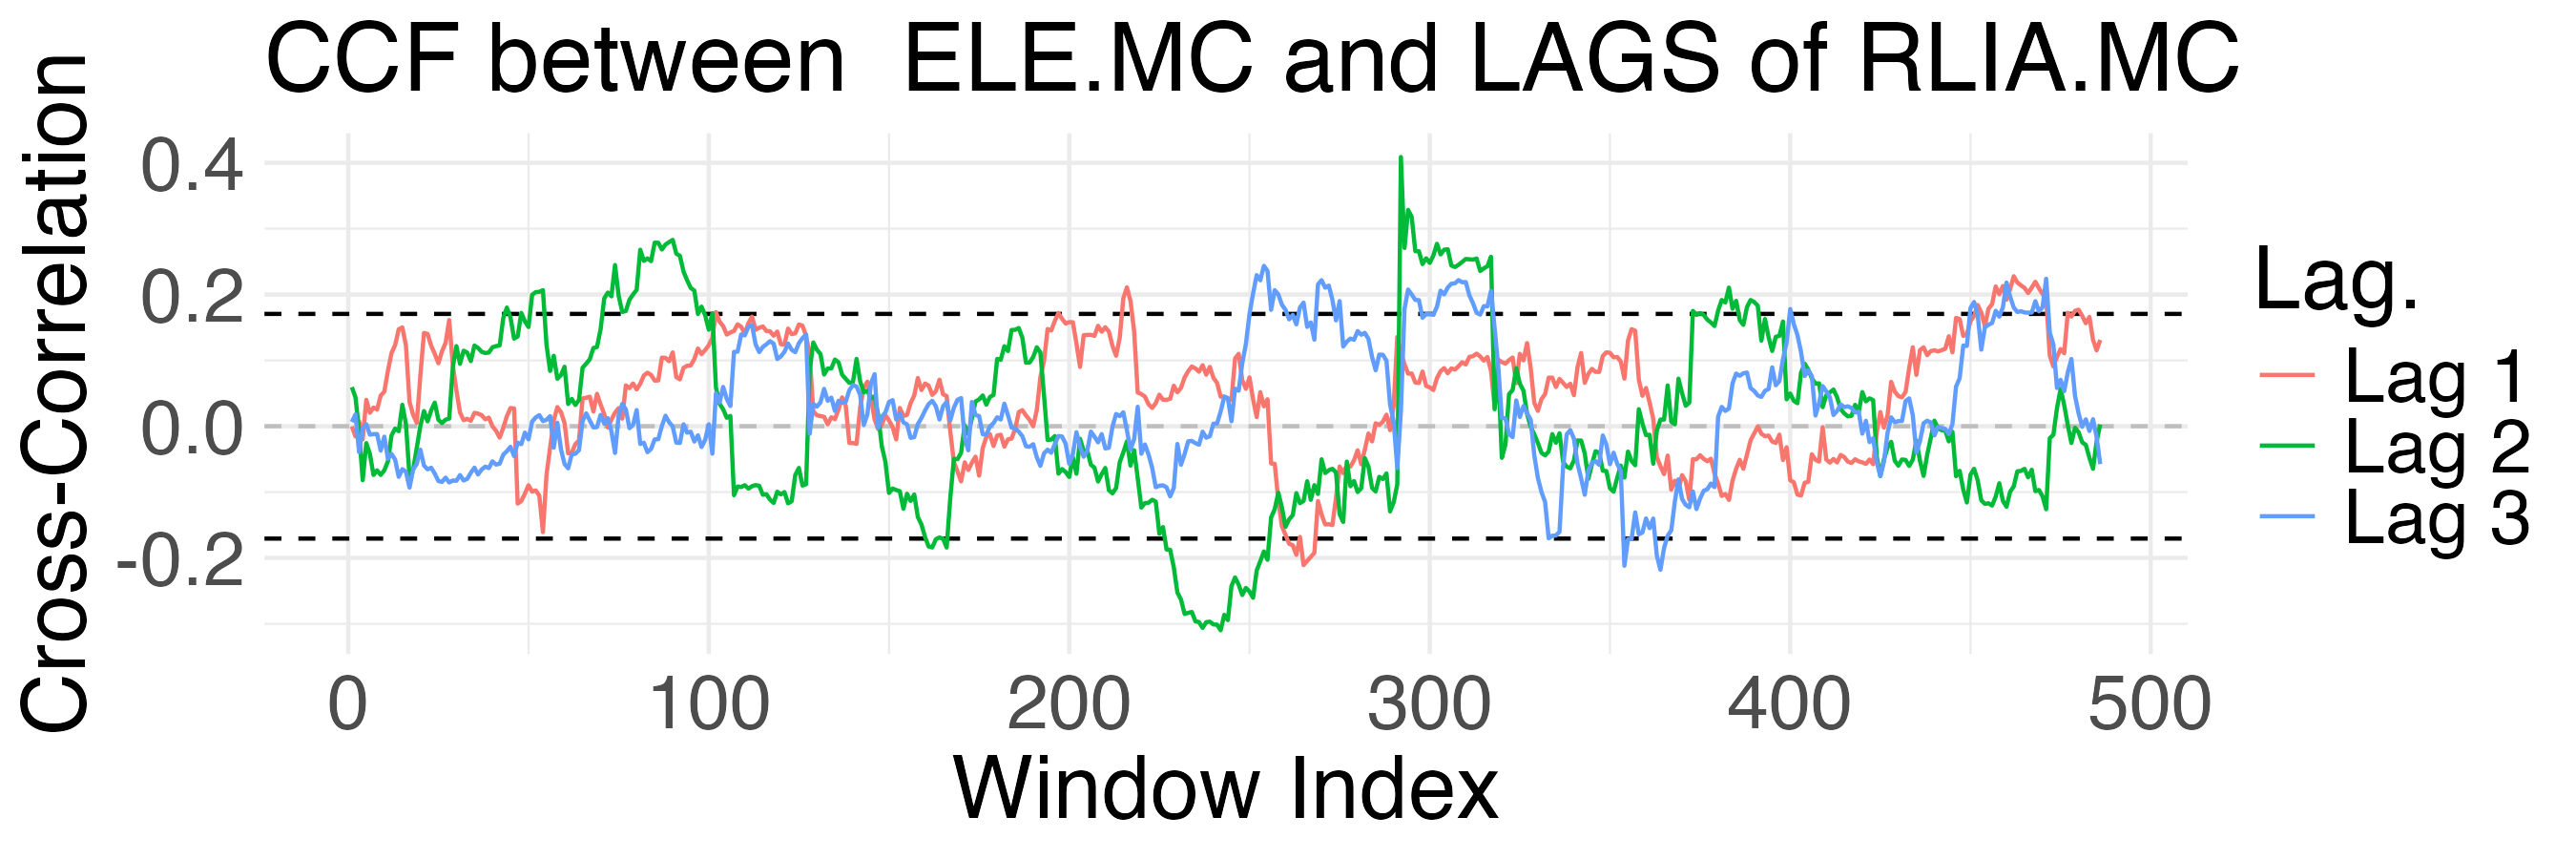 CCF between  ELE.MC and LAGS of RLIA.MC
Cross-Correlation
0.4
0.2
0.0
-0.2
0 100 200 300 400 500
Window Index
Lag.
Lag 1
Lag 2
Lag 3